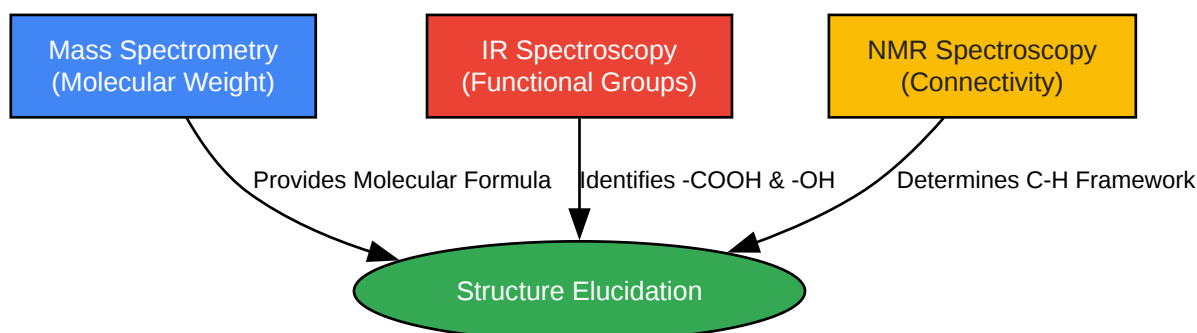 Mass Spectrometry
(Molecular Weight)
IR Spectroscopy
(Functional Groups)
NMR Spectroscopy
(Connectivity)
Provides Molecular Formula
Identifies -COOH & -OH
Determines C-H Framework
Structure Elucidation